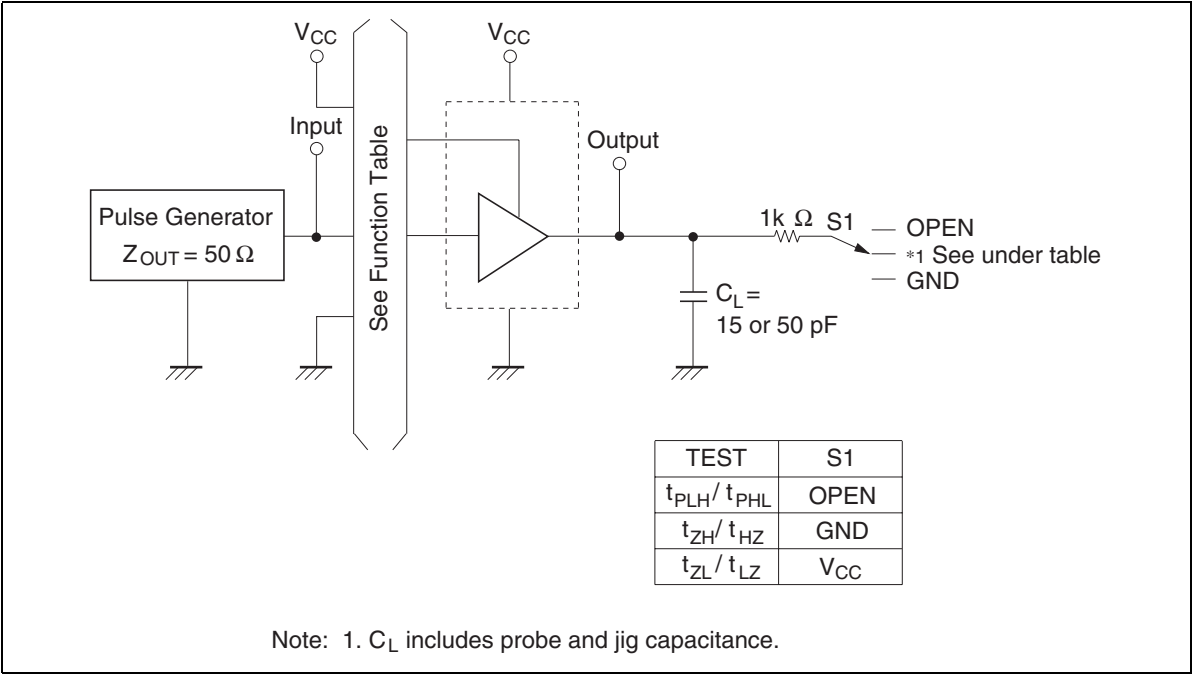 VCC
VCC
Input
Output
See Function Table
Pulse Generator
ZOUT = 50 Ω
1k Ω
S1
OPEN
*1 See under table
GND
CL =
15 or 50 pF
TEST S1
tPLH / tPHL OPEN
tZH / tHZ GND
tZL / tLZ VCC
Note: 1. CL includes probe and jig capacitance.